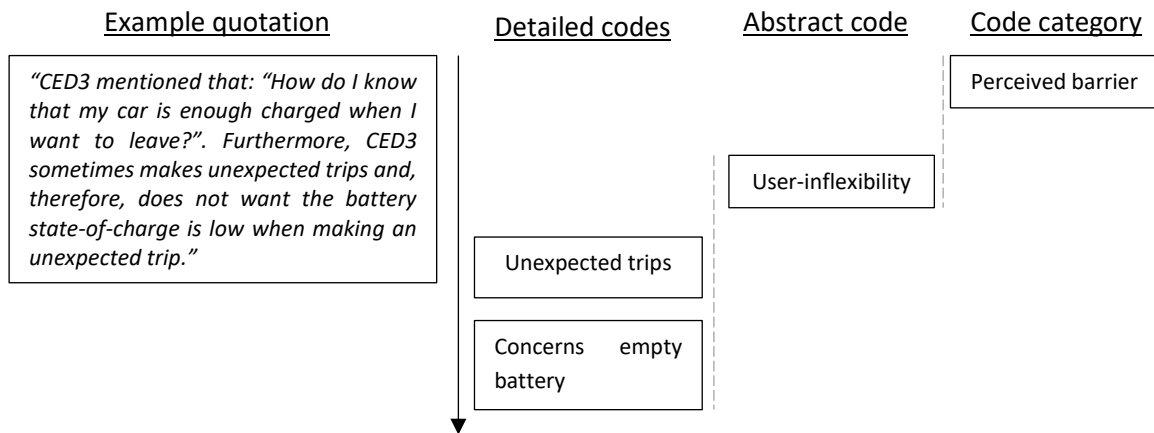 Example quotation
Detailed codes
Abstract code
Code category
“CED3 mentioned that: “How do I know
that my car is enough charged when I
want to leave?”. Furthermore, CED3
sometimes makes unexpected trips and,
therefore, does not want the battery
state-of-charge is low when making an
unexpected trip.”
Perceived barrier
User-inflexibility
Unexpected trips
Concerns empty
battery